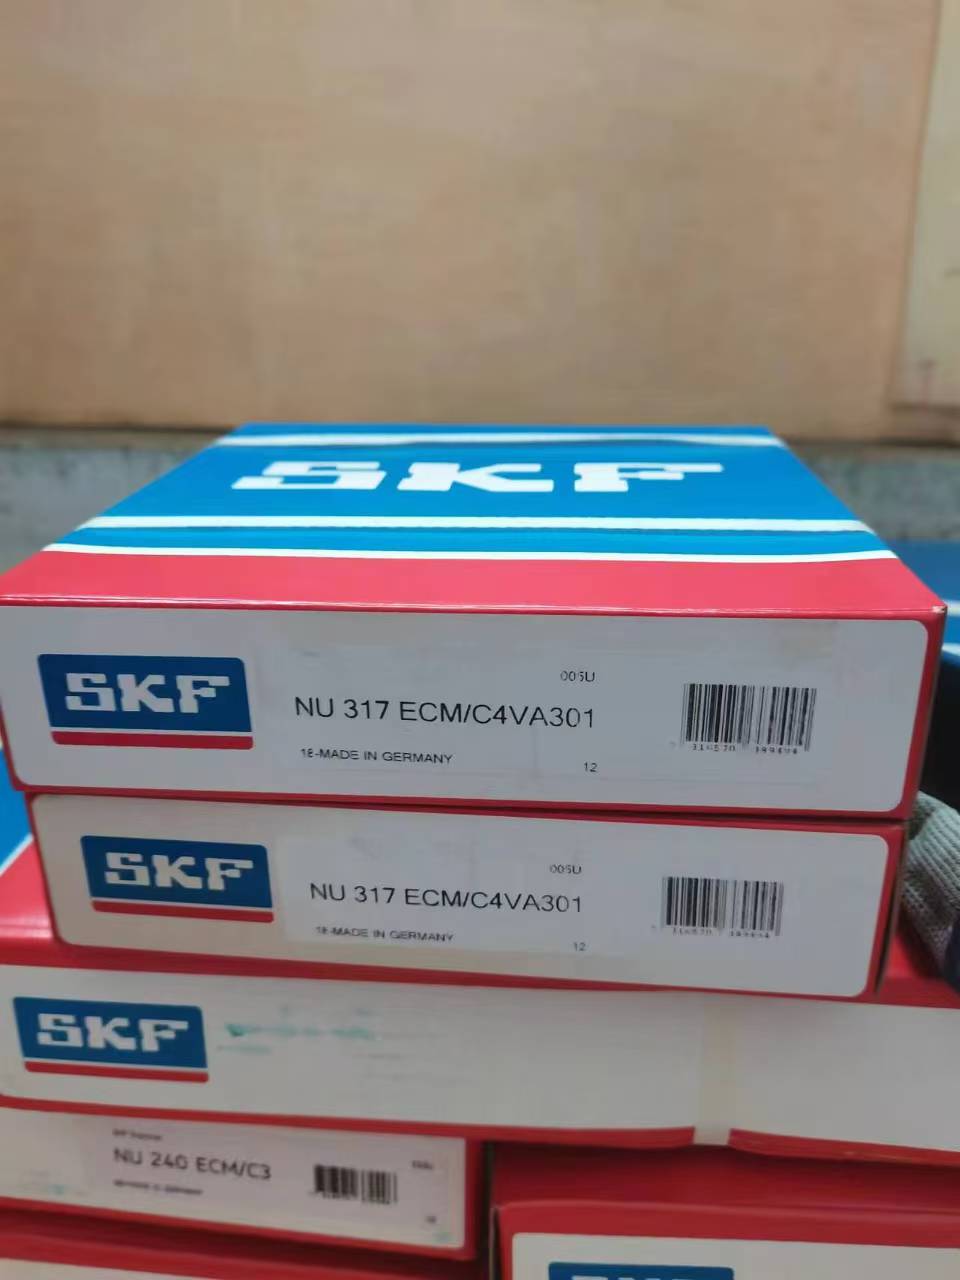 SKF
SKF
005U
NU 317 ECM/C4VA301
18-MADE IN GERMANY
12
SKF
005U
NU 317 ECM/C4VA301
18-MADE IN GERMANY
12
SKF
NU 240 ECM/C3
SKF